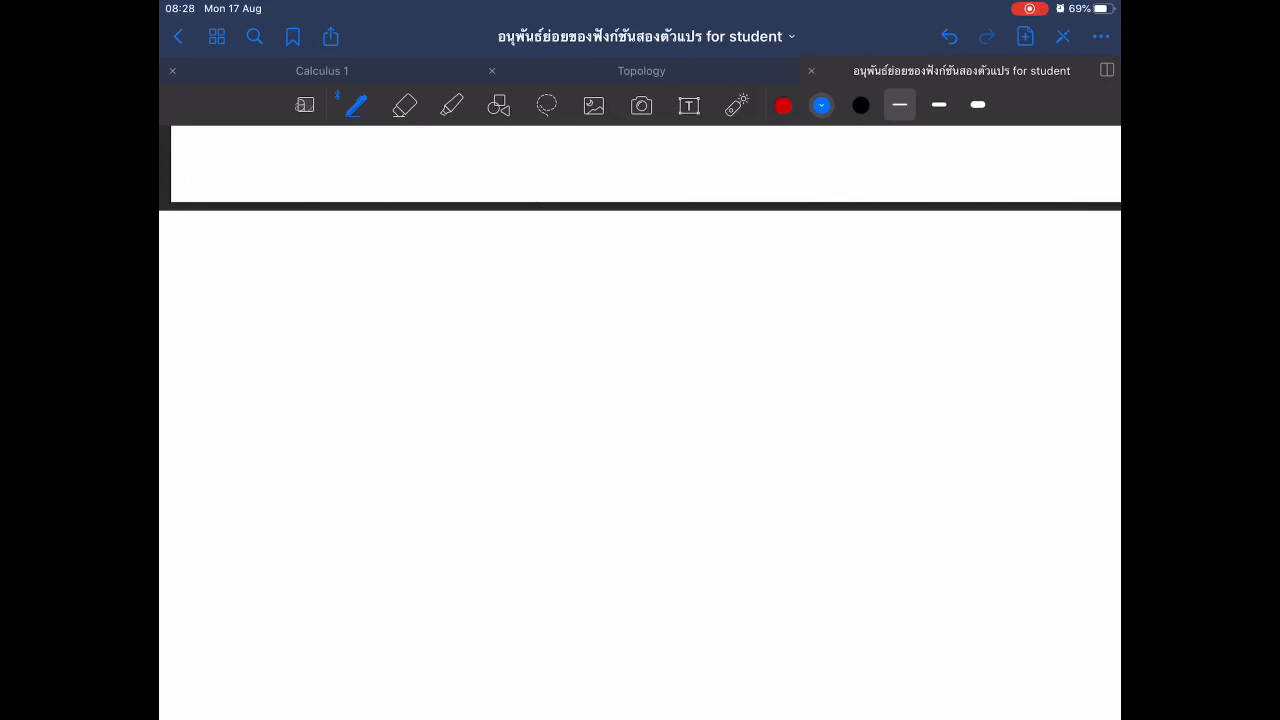 08:28 Mon 17 Aug 69%
อนุพันธ์ย่อยของฟังก์ชันสองตัวแปร for student
Calculus 1 Topology อนุพันธ์ย่อยของฟังก์ชันสองตัวแปร for student
T